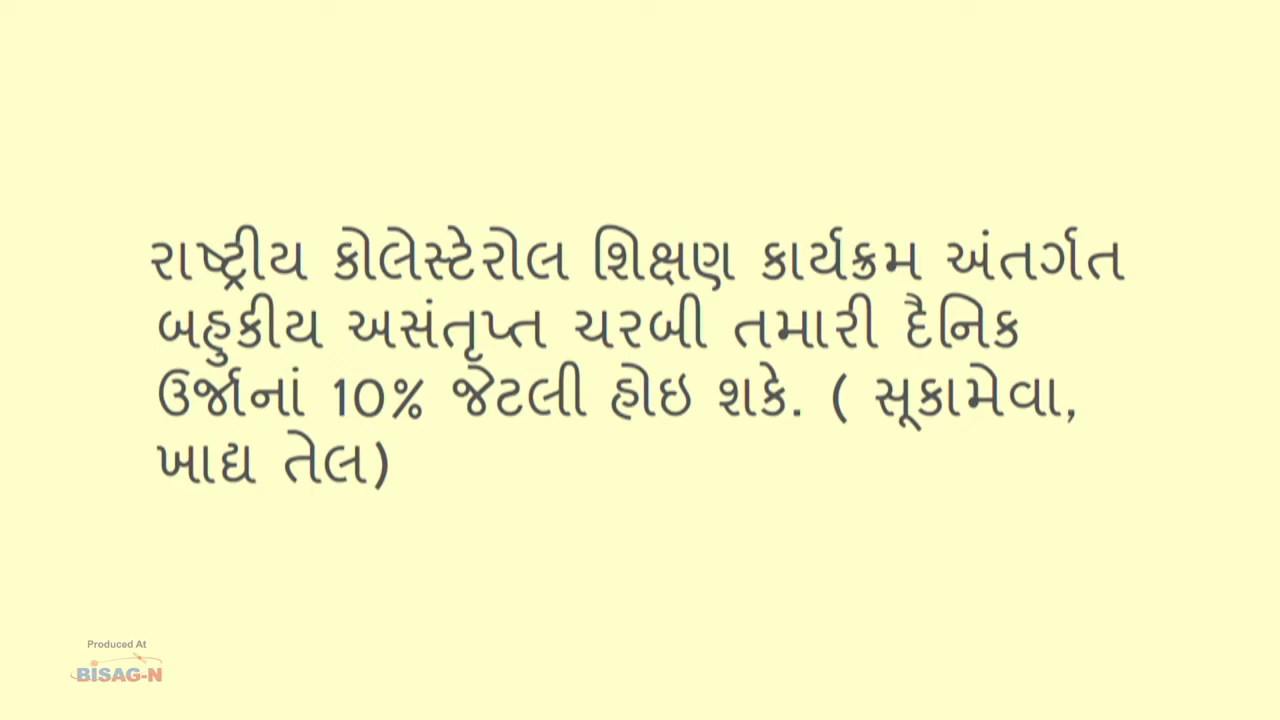 રાષ્ટ્રીય કોલેસ્ટેરોલ શિક્ષણ કાર્યક્રમ અંતર્ગત
બહુકીય અસંતૃપ્ત ચરબી તમારી દૈનિક
ઉર્જાનાં 10% જેટલી હોઇ શકે. ( સૂકામેવા,
ખાદ્ય તેલ)
Produced At
BISAG-N